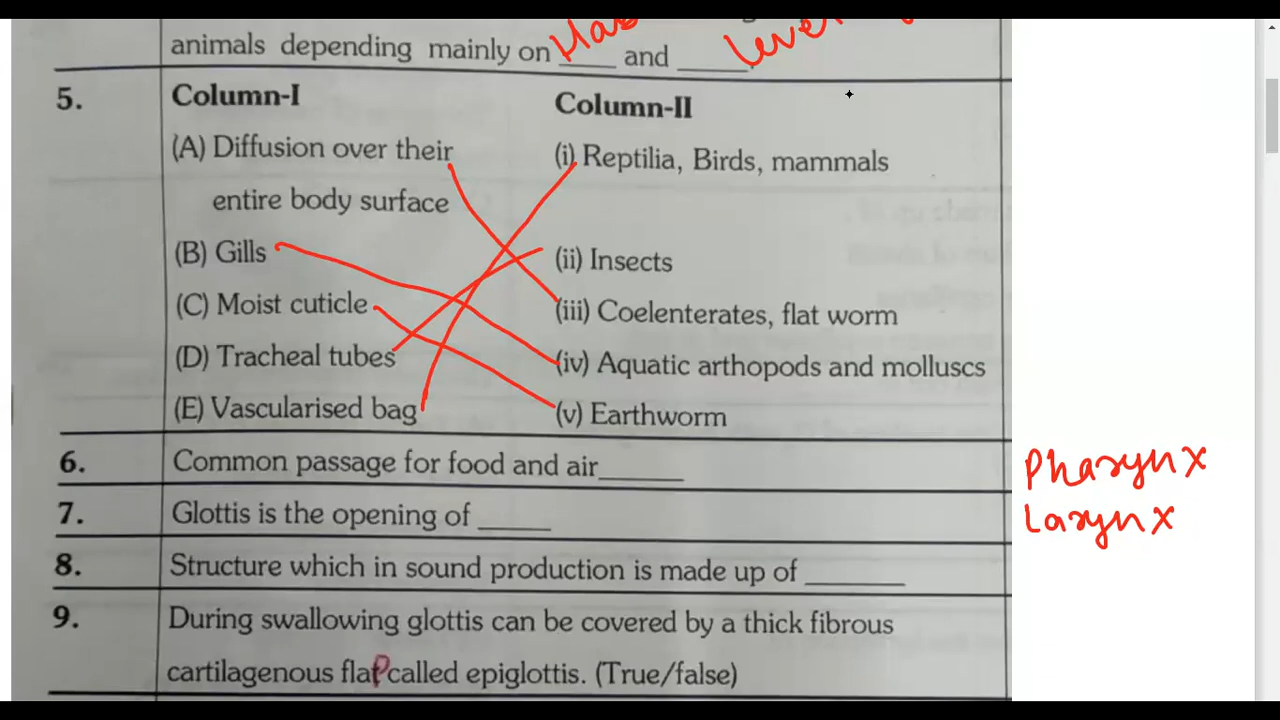 animals depending mainly on ____ and ____.
5.
Column-I
Column-II
(A) Diffusion over their
(i) Reptilia, Birds, mammals
entire body surface
(B) Gills
(ii) Insects
(C) Moist cuticle
(iii) Coelenterates, flat worm
(D) Tracheal tubes
(iv) Aquatic arthopods and molluscs
(E) Vascularised bag
(v) Earthworm
6. Common passage for food and air______
Pharynx
7. Glottis is the opening of _____
Larynx
8. Structure which in sound production is made up of _______
9. During swallowing glottis can be covered by a thick fibrous
cartilagenous flap called epiglottis. (True/false)